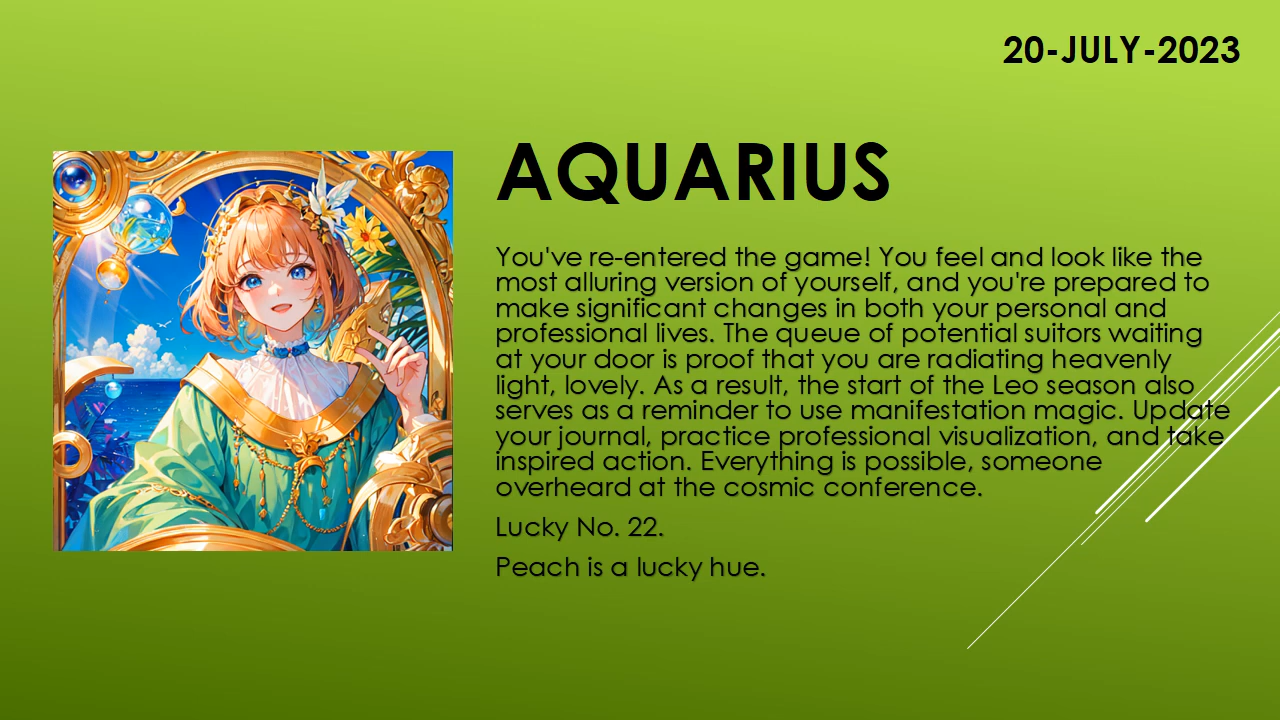 20-JULY-2023
AQUARIUS
You've re-entered the game! You feel and look like the
most alluring version of yourself, and you're prepared to
make significant changes in both your personal and
professional lives. The queue of potential suitors waiting
at your door is proof that you are radiating heavenly
light, lovely. As a result, the start of the Leo season also
serves as a reminder to use manifestation magic. Update
your journal, practice professional visualization, and take
inspired action. Everything is possible, someone
overheard at the cosmic conference.
Lucky No. 22.
Peach is a lucky hue.